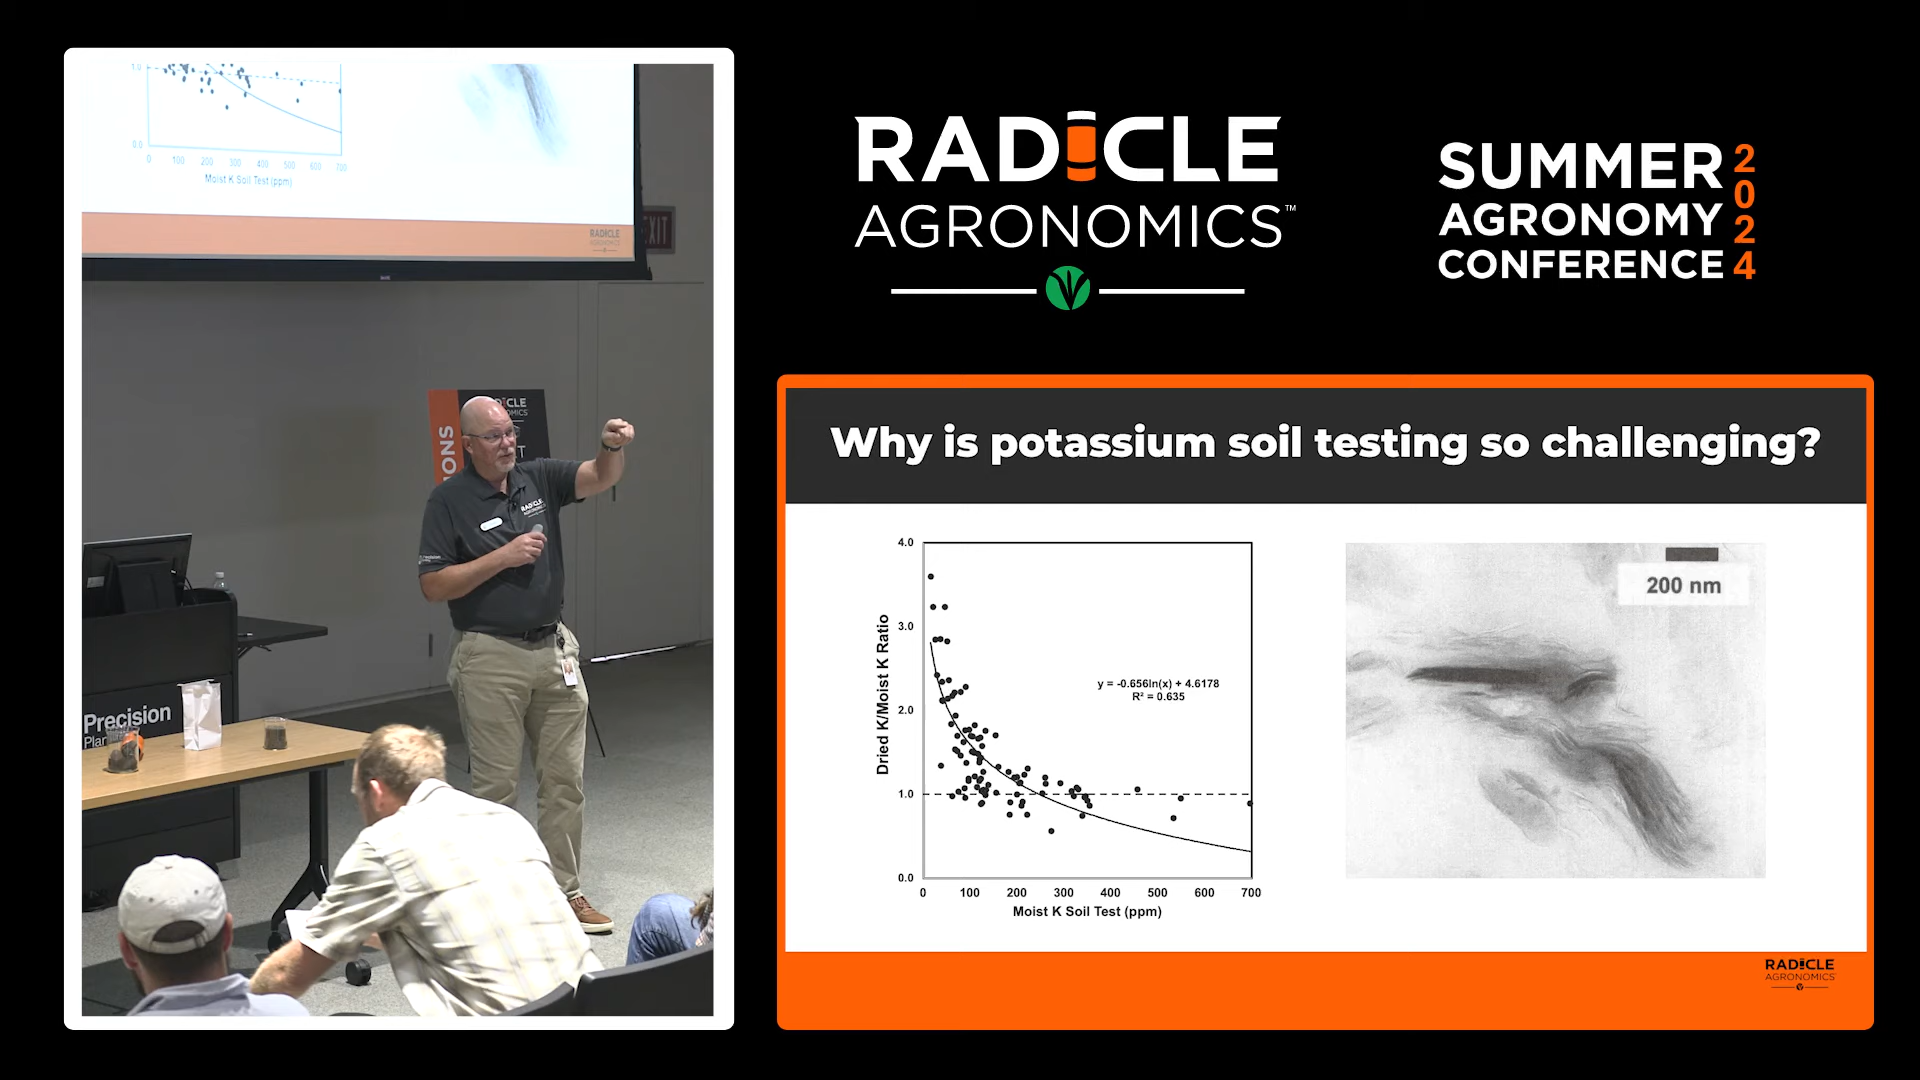 1.0
0.0
0 100 200 300 400 500 600 700
Moist K Soil Test (ppm)
RADICLE
AGRONOMICS
EXIT
RADICLE
AGRONOMICS™
SUMMER
AGRONOMY
CONFERENCE
2024
Why is potassium soil testing so challenging?
4.0
3.0
2.0
1.0
0.0
Dried K/Moist K Ratio
y = -0.656ln(x) + 4.6178
R² = 0.635
0 100 200 300 400 500 600 700
Moist K Soil Test (ppm)
200 nm
RADICLE
AGRONOMICS
RADICLE
AGRONOMICS
Precision